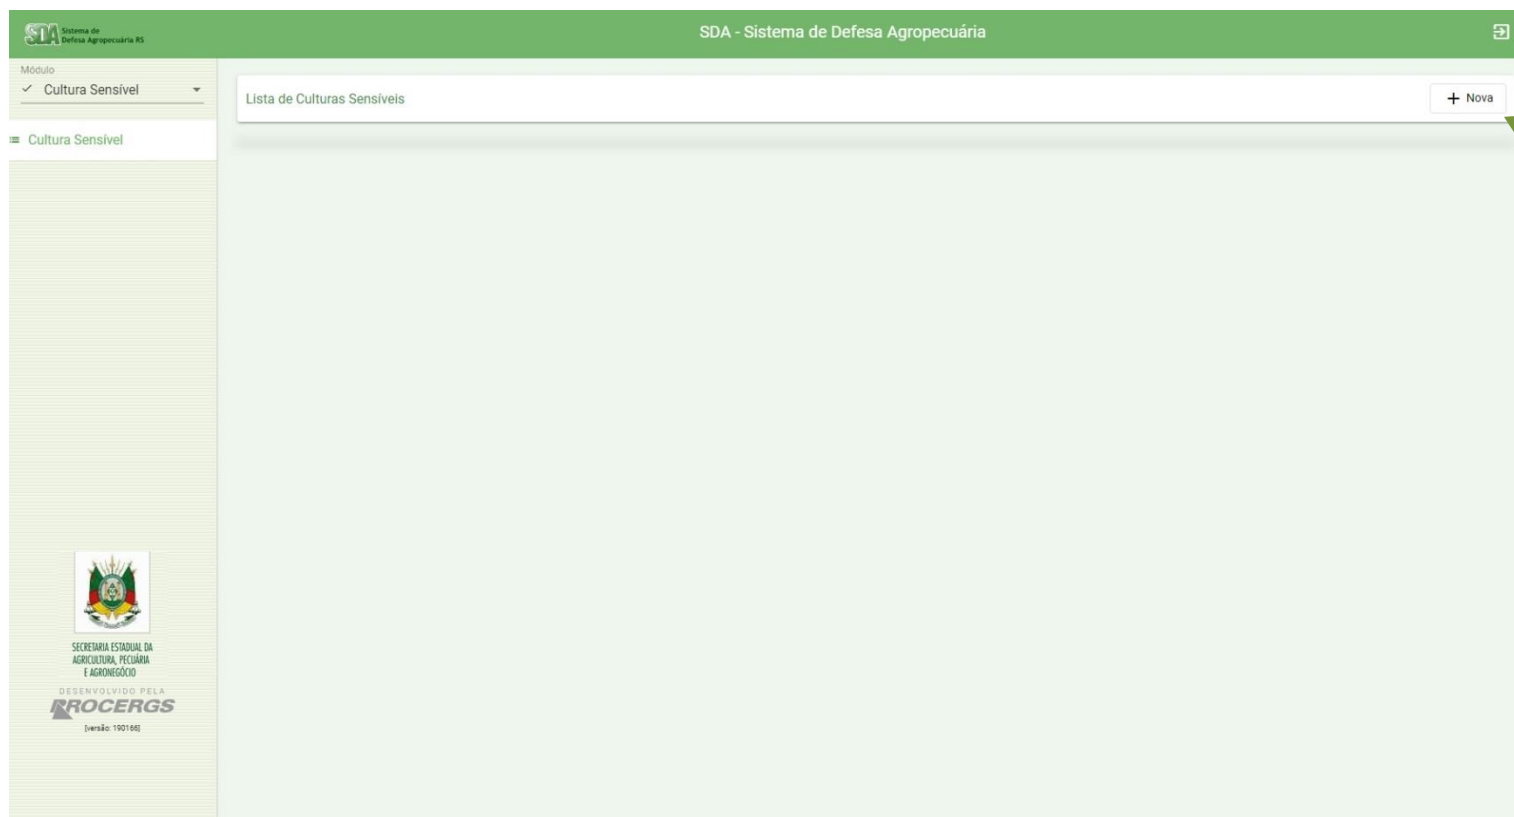 SDA Sistema de
Defesa Agropecuária RS
SDA - Sistema de Defesa Agropecuária
Módulo
Cultura Sensível
Lista de Culturas Sensíveis
+ Nova
Cultura Sensível
SECRETARIA ESTADUAL DA
AGRICULTURA, PECUÁRIA
E AGRONEGÓCIO
DESENVOLVIDO PELA
PROCERGS
[versão: 190166]